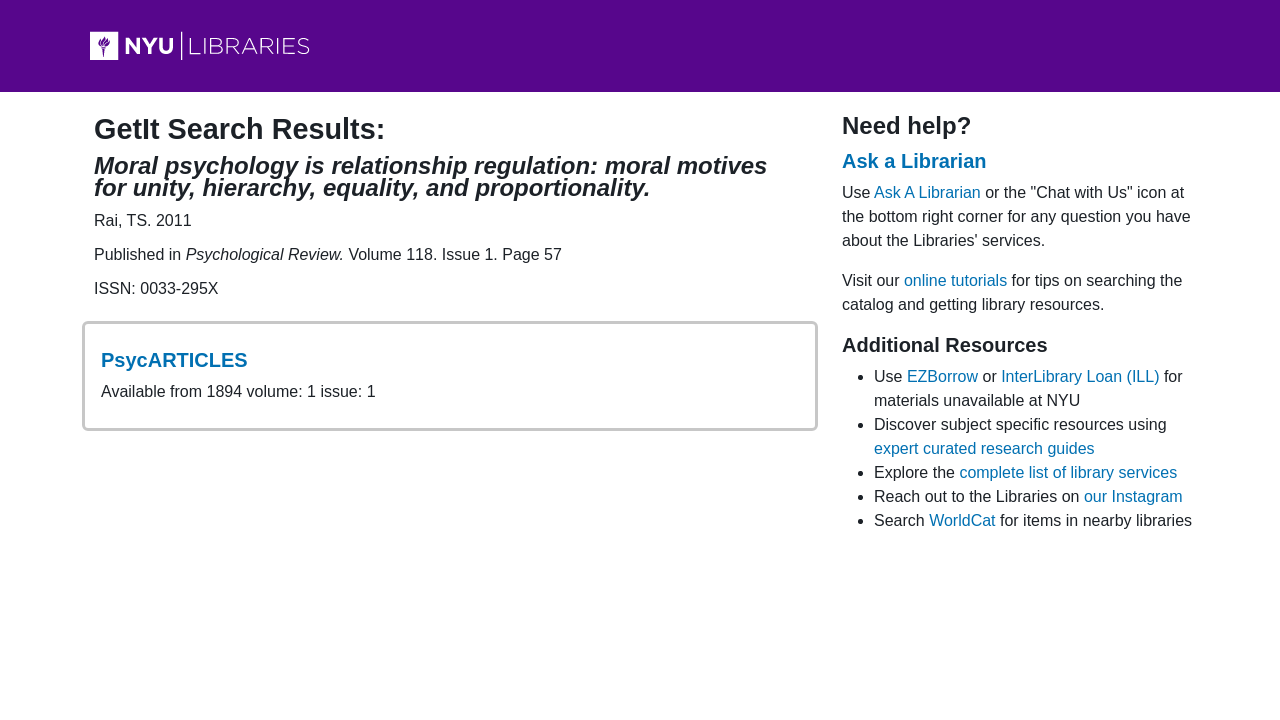 NYU LIBRARIES
GetIt Search Results:
Moral psychology is relationship regulation: moral motives
for unity, hierarchy, equality, and proportionality.
Rai, TS. 2011
Published in Psychological Review. Volume 118. Issue 1. Page 57
ISSN: 0033-295X
PsycARTICLES
Available from 1894 volume: 1 issue: 1
Need help?
Ask a Librarian
Use Ask A Librarian or the "Chat with Us" icon at
the bottom right corner for any question you have
about the Libraries' services.
Visit our online tutorials for tips on searching the
catalog and getting library resources.
Additional Resources
Use EZBorrow or InterLibrary Loan (ILL) for
materials unavailable at NYU
Discover subject specific resources using
expert curated research guides
Explore the complete list of library services
Reach out to the Libraries on our Instagram
Search WorldCat for items in nearby libraries